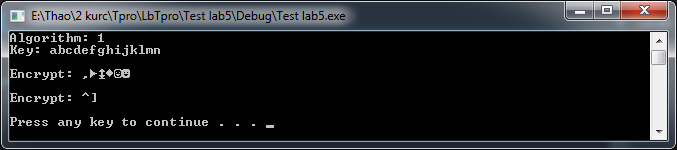 E:\Thao\2 kurc\Tpro\LbTpro\Test lab5\Debug\Test lab5.exe
Algorithm: 1
Key: abcdefghijklmn
Encrypt: ,►‡♦☺☻
Encrypt: ^]
Press any key to continue . . . _